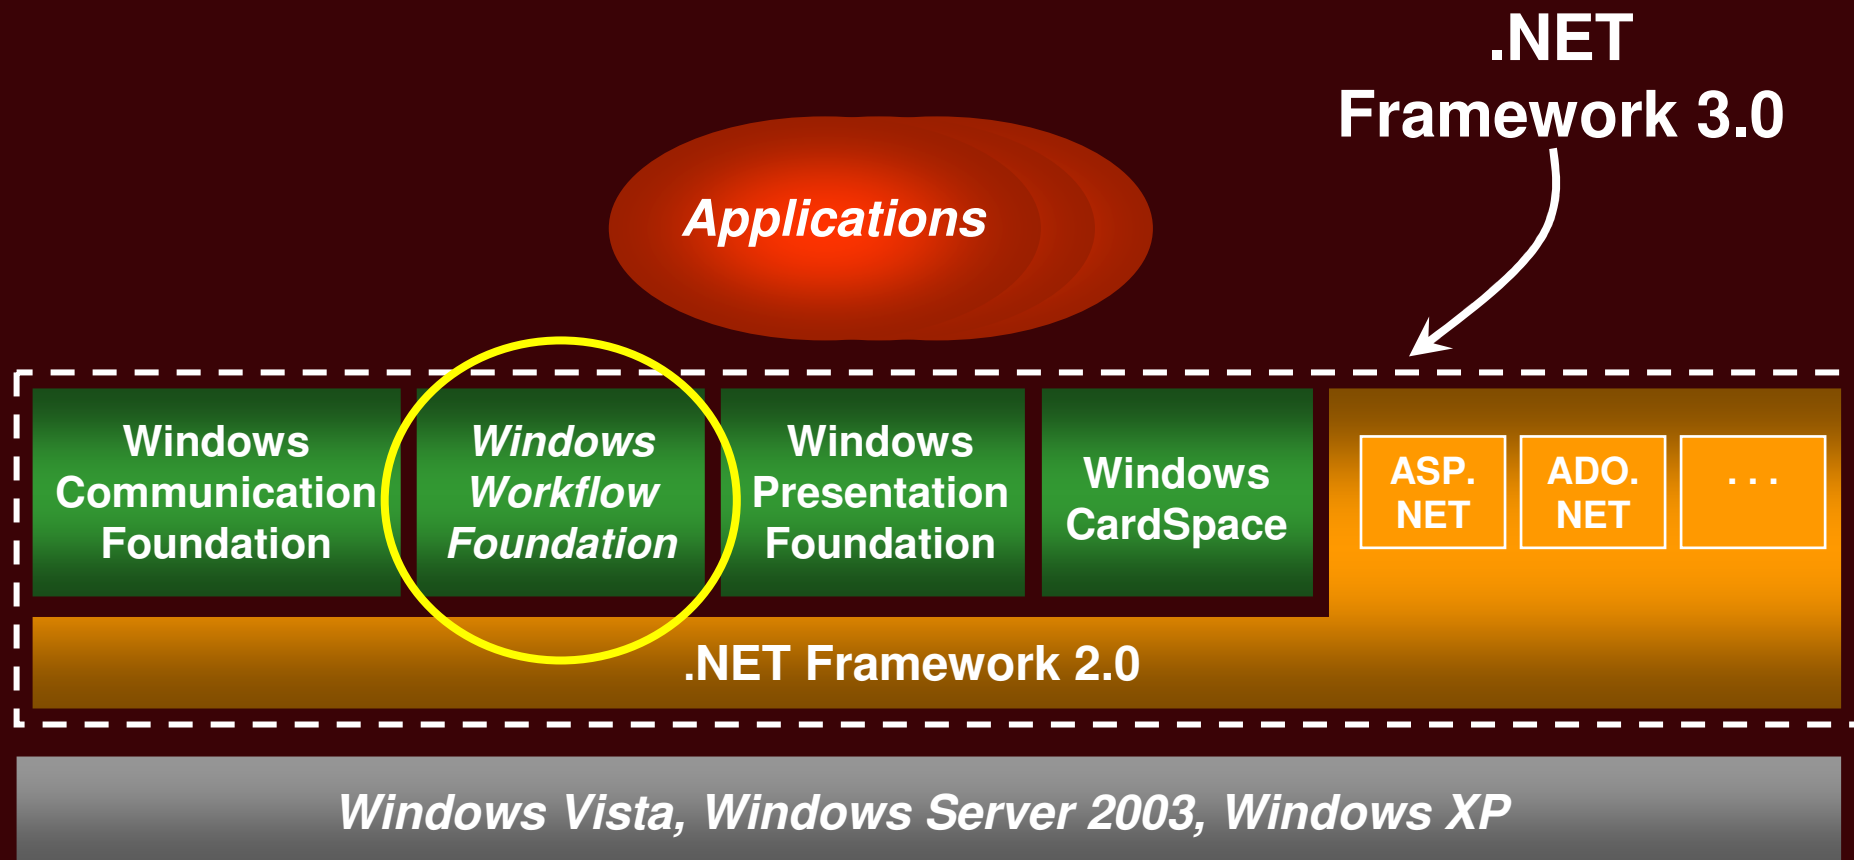 .NET
Framework 3.0
Applications
Windows
Communication
Foundation
Windows
Workflow
Foundation
Windows
Presentation
Foundation
Windows
CardSpace
ASP.
NET
ADO.
NET
. . .
.NET Framework 2.0
Windows Vista, Windows Server 2003, Windows XP